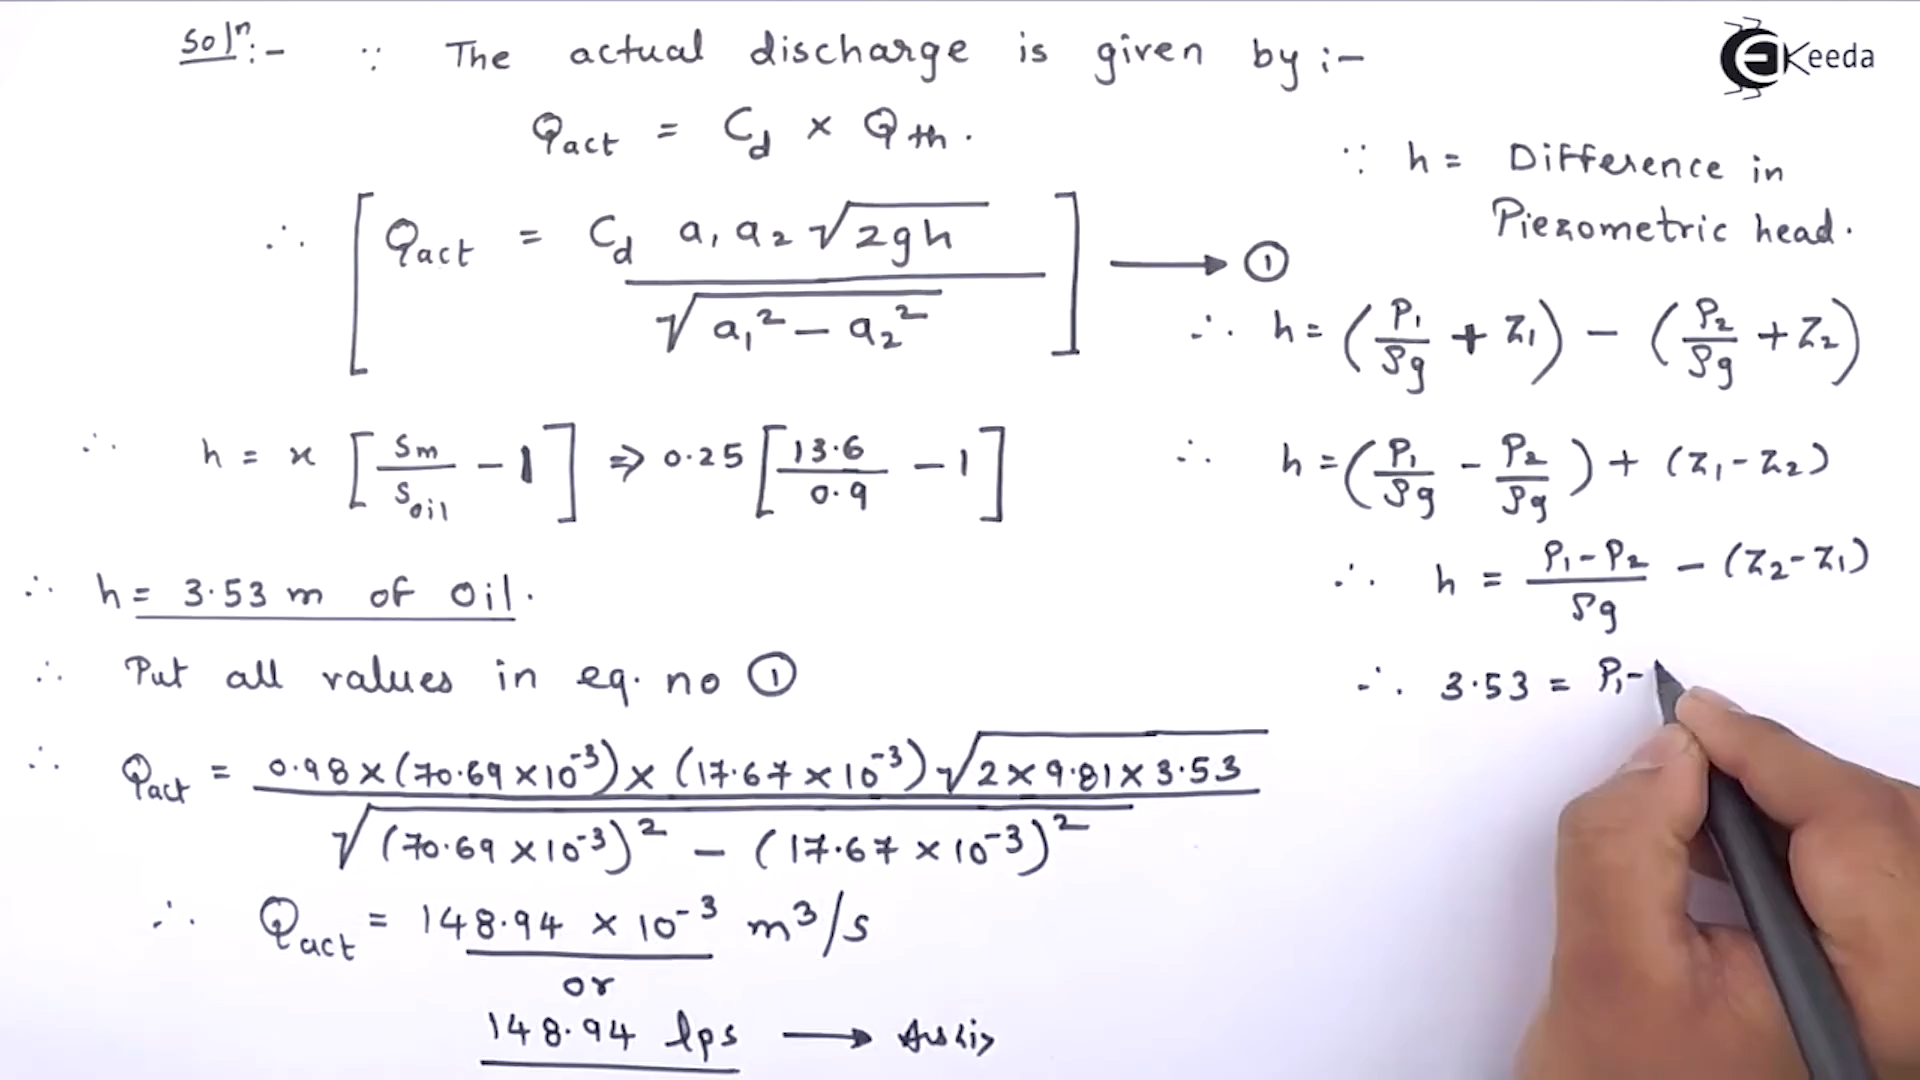 Solⁿ:- ∵ The actual discharge is given by:-
Qact = Cd × Qth.
∴ [ Qact = Cd a₁ a₂ √2gh / √a₁² − a₂² ] → ①
∴ h = x [ Sm / Soil − 1 ] ⇒ 0.25 [ 13.6 / 0.9 − 1 ]
∴ h = 3.53 m of oil.
∴ Put all values in eq. no ①
∴ Qact = 0.98 × (70.69 × 10⁻³) × (17.67 × 10⁻³) √2 × 9.81 × 3.53 / √(70.69 × 10⁻³)² − (17.67 × 10⁻³)²
∴ Qact = 148.94 × 10⁻³ m³/s
or
148.94 lps →
Keeda
∵ h = Difference in
Piezometric head.
∴ h = (P₁/ρg + Z₁) − (P₂/ρg + Z₂)
∴ h = (P₁/ρg − P₂/ρg) + (Z₁ − Z₂)
∴ h = P₁ − P₂ / ρg − (Z₂ − Z₁)
∴ 3.53 = P₁ −